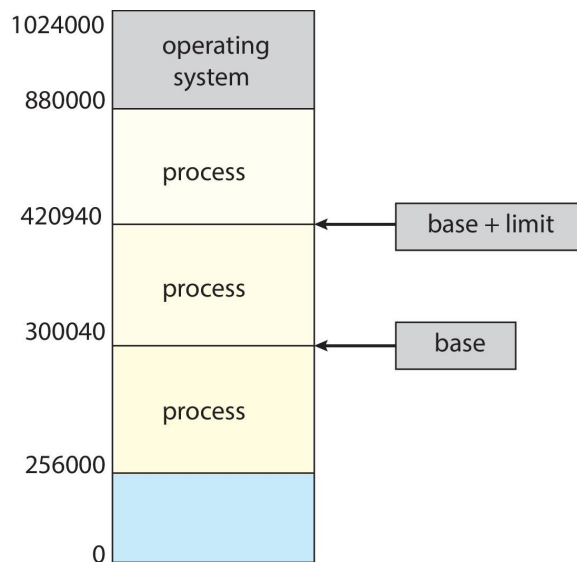 1024000
operating
system
880000
process
420940
base + limit
process
300040
base
process
256000
0